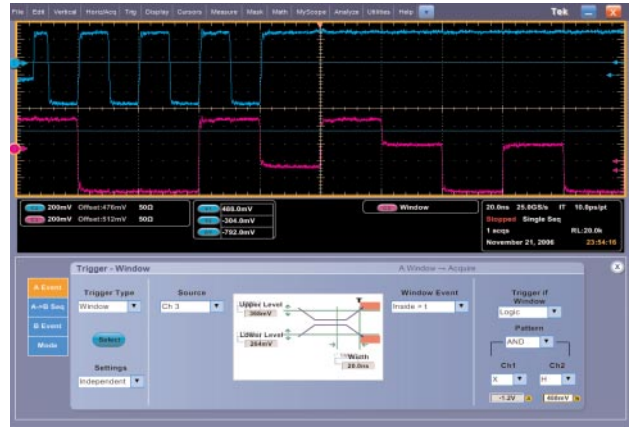 File Edit Vertical Horiz/Acq Trig Display Cursors Measure Mask Math MyScope Analyze Utilities Help
Tek
200mV Offset:476mV 50Ω
200mV Offset:512mV 50Ω
488.0mV
-304.0mV
-792.0mV
Window
20.0ns 25.0GS/s IT 10.0ps/pt
Stopped Single Seq
1 acqs RL:20.0k
November 21, 2006 23:54:16
Trigger - Window
A Window → Acquire
X
A Event
A->B Seq
B Event
Mode
Trigger Type
Window
Select
Settings
Independent
Source
Ch 3
Upper Level
Lower Level
264mV
Width
20.0ns
Window Event
Inside > t
Trigger if
Window
Logic
Pattern
AND
Ch1 Ch2
X H
-1.2V